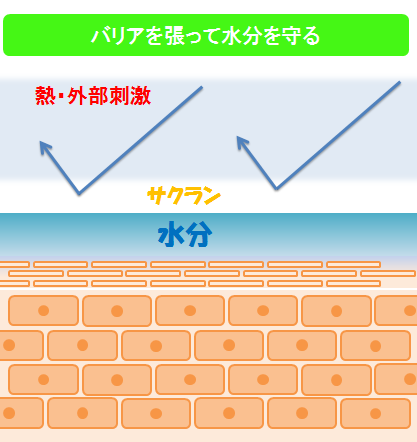 バリアを張って水分を守る
熱・外部刺激
サクラン
水分